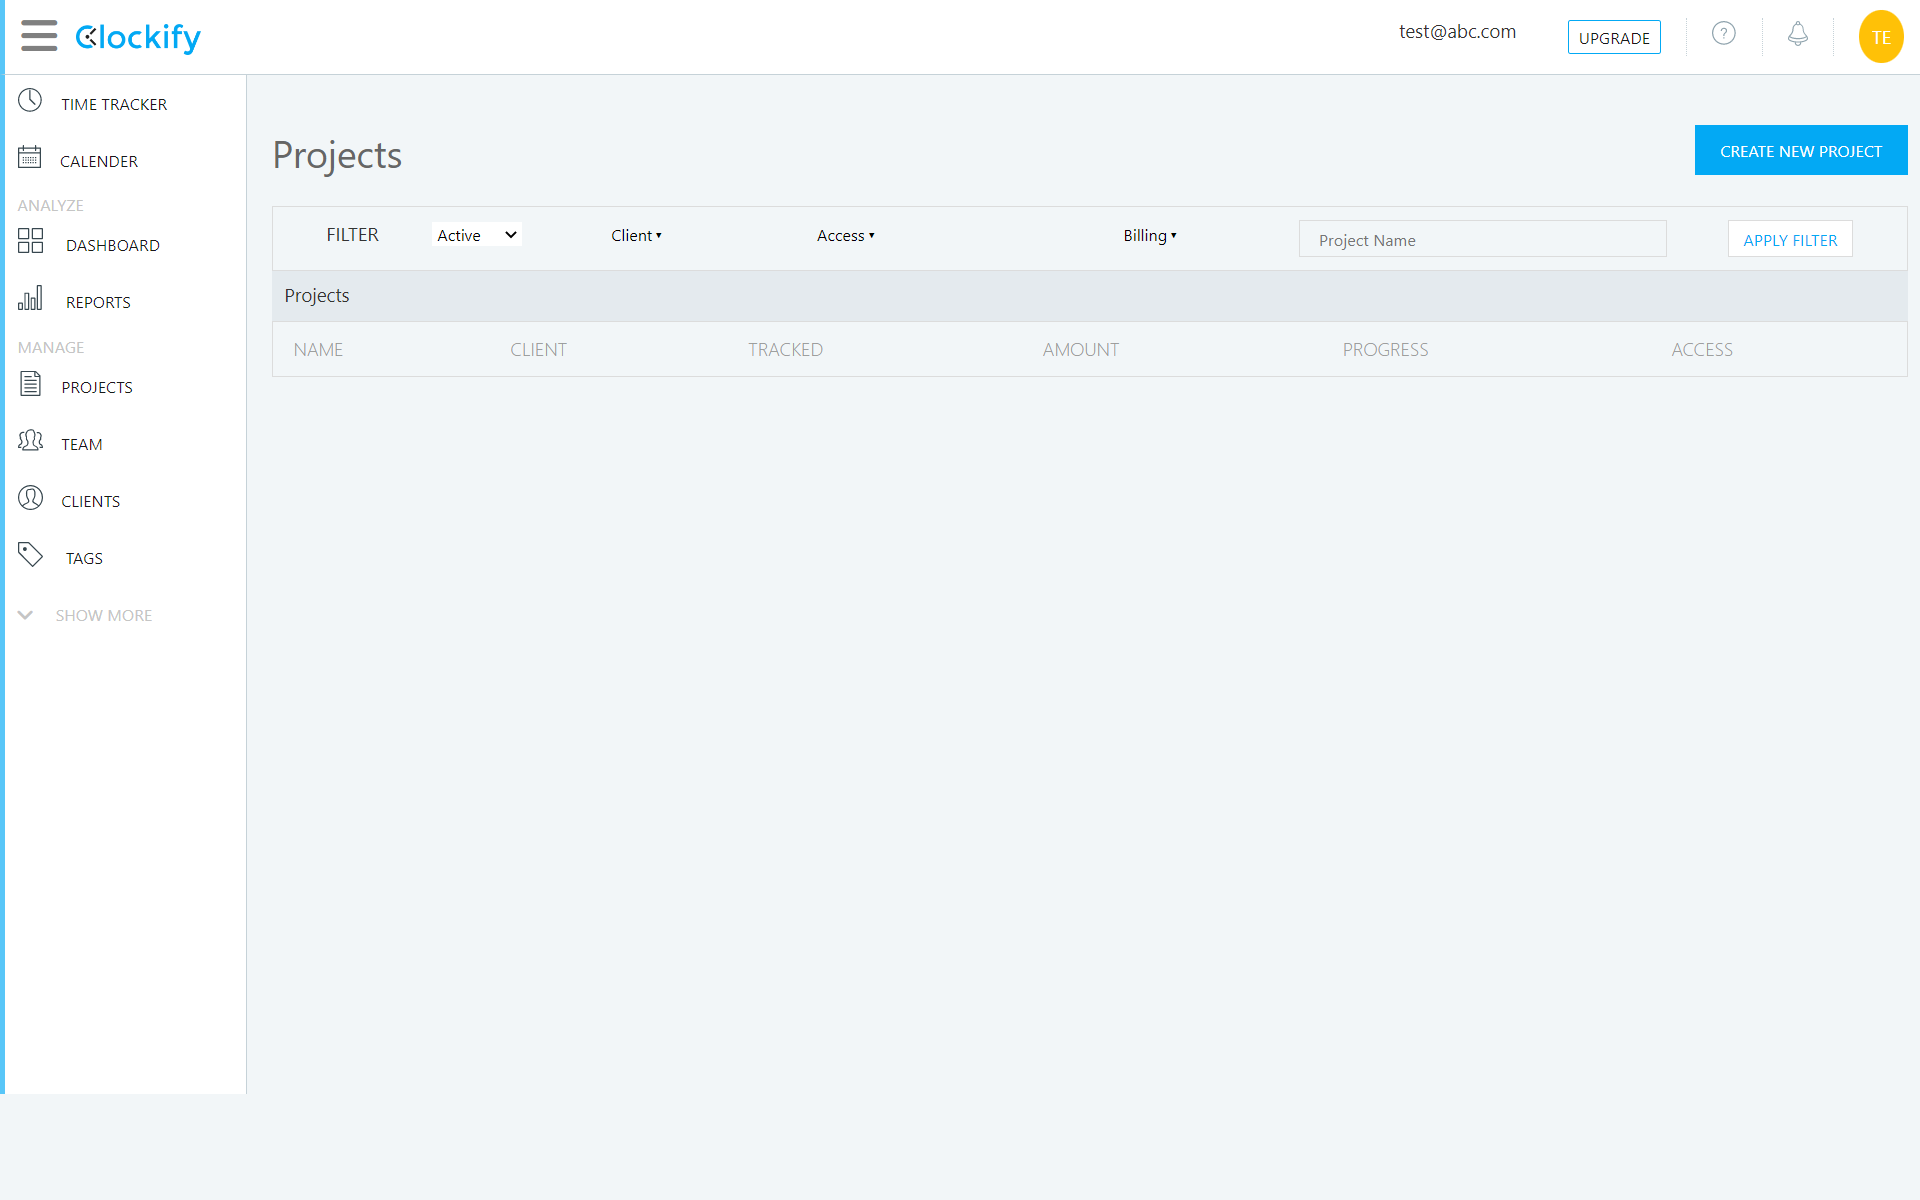 Clockify
test@abc.com
UPGRADE
?
TE
TIME TRACKER
CALENDER
ANALYZE
DASHBOARD
REPORTS
MANAGE
PROJECTS
TEAM
CLIENTS
TAGS
SHOW MORE
Projects
CREATE NEW PROJECT
FILTER Active Client Access Billing Project Name APPLY FILTER
Projects
NAME CLIENT TRACKED AMOUNT PROGRESS ACCESS